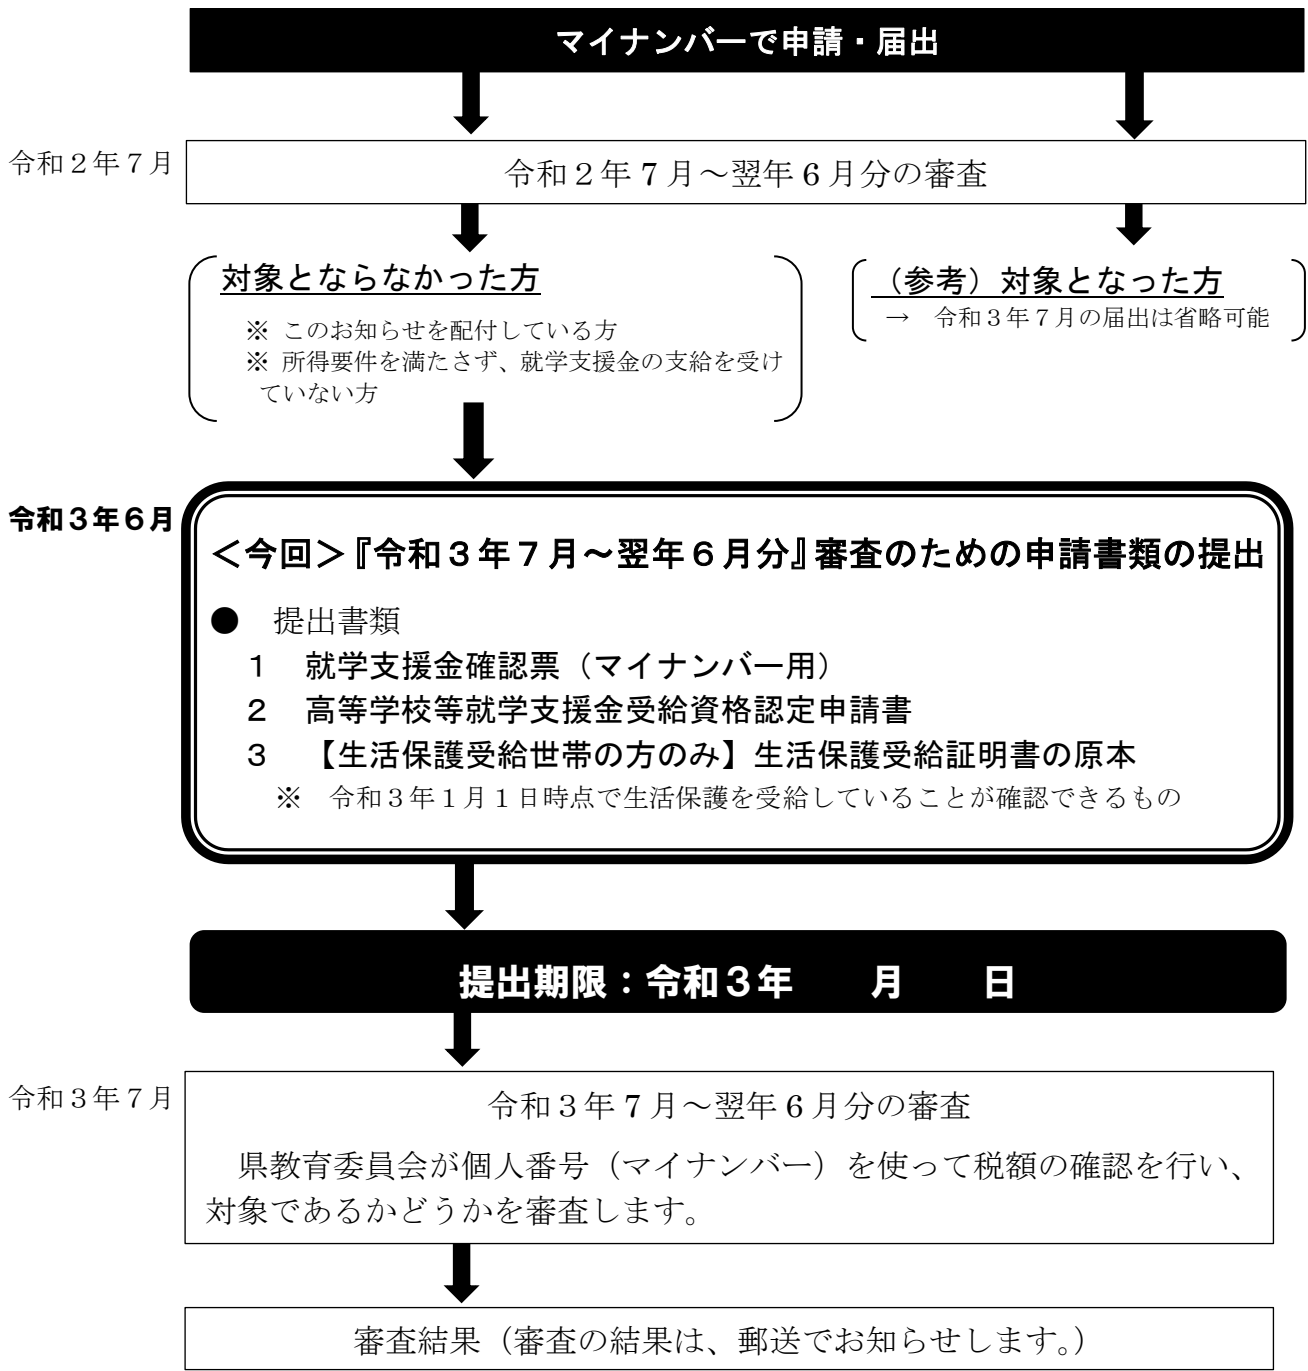 マイナンバーで申請・届出
令和２年７月
令和２年７月～翌年６月分の審査
対象とならなかった方
※ このお知らせを配付している方
※ 所得要件を満たさず、就学支援金の支給を受け
ていない方
（参考）対象となった方
→　令和３年７月の届出は省略可能
令和３年６月
＜今回＞『令和３年７月～翌年６月分』審査のための申請書類の提出
●　提出書類
１　就学支援金確認票（マイナンバー用）
２　高等学校等就学支援金受給資格認定申請書
３　【生活保護受給世帯の方のみ】生活保護受給証明書の原本
※　令和３年１月１日時点で生活保護を受給していることが確認できるもの
提出期限：令和３年　　月　　日
令和３年７月
令和３年７月～翌年６月分の審査
県教育委員会が個人番号（マイナンバー）を使って税額の確認を行い、
対象であるかどうかを審査します。
審査結果（審査の結果は、郵送でお知らせします。）